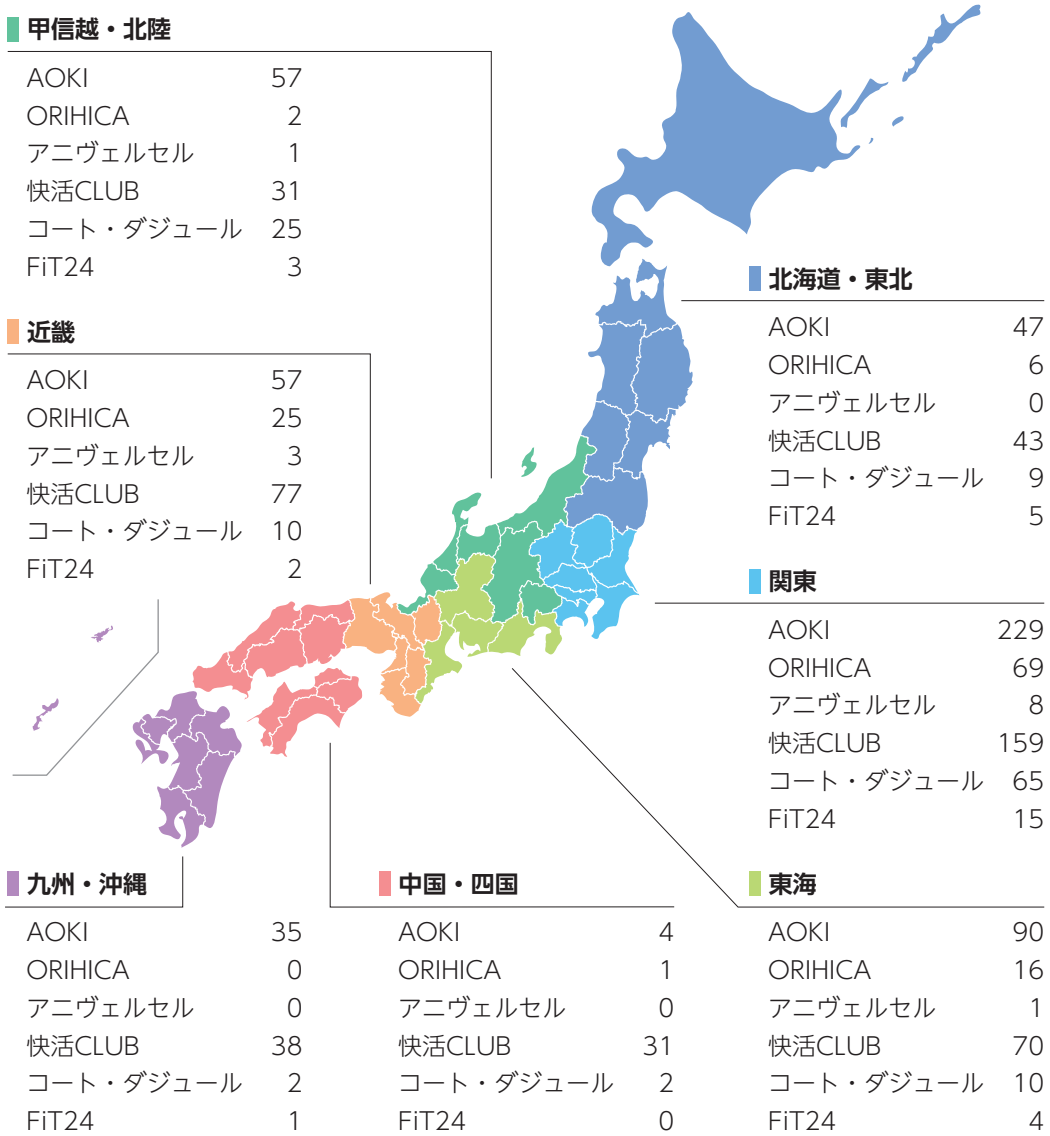 甲信越・北陸
AOKI 57
ORIHICA 2
アニヴェルセル 1
快活CLUB 31
コート・ダジュール 25
FiT24 3
近畿
AOKI 57
ORIHICA 25
アニヴェルセル 3
快活CLUB 77
コート・ダジュール 10
FiT24 2
北海道・東北
AOKI 47
ORIHICA 6
アニヴェルセル 0
快活CLUB 43
コート・ダジュール 9
FiT24 5
関東
AOKI 229
ORIHICA 69
アニヴェルセル 8
快活CLUB 159
コート・ダジュール 65
FiT24 15
九州・沖縄
AOKI 35
ORIHICA 0
アニヴェルセル 0
快活CLUB 38
コート・ダジュール 2
FiT24 1
中国・四国
AOKI 4
ORIHICA 1
アニヴェルセル 0
快活CLUB 31
コート・ダジュール 2
FiT24 0
東海
AOKI 90
ORIHICA 16
アニヴェルセル 1
快活CLUB 70
コート・ダジュール 10
FiT24 4